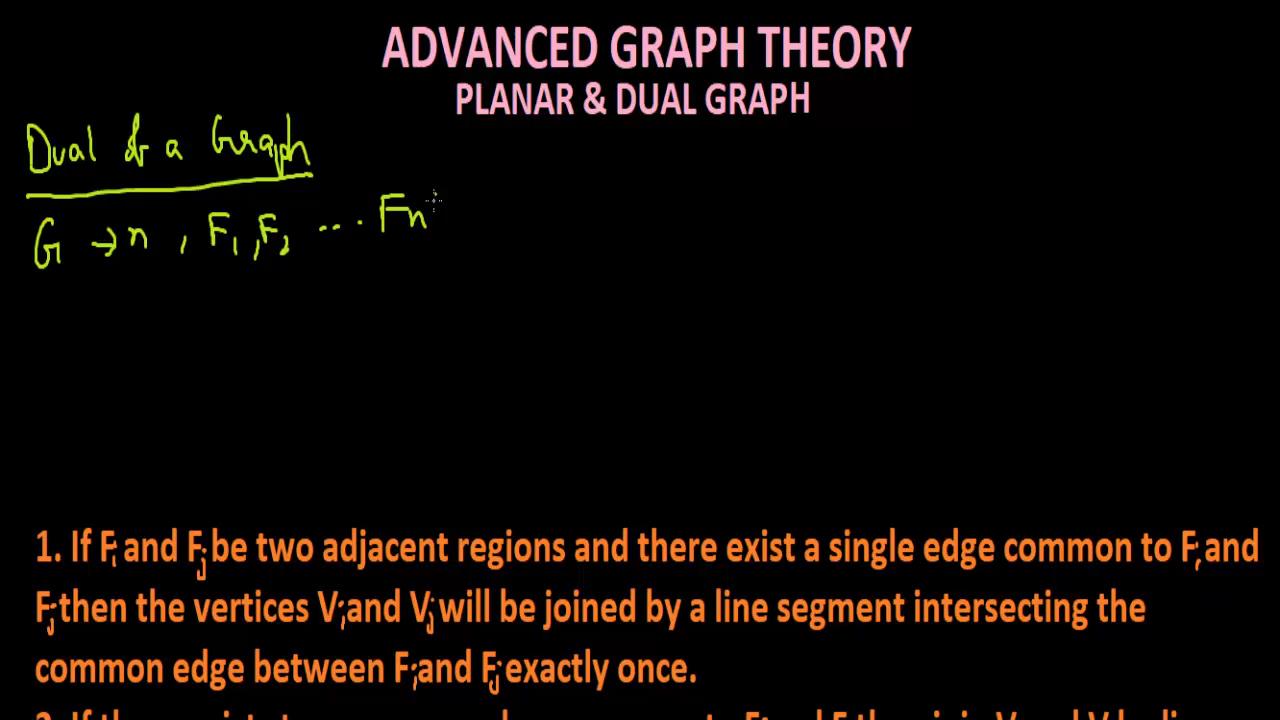 ADVANCED GRAPH THEORY
PLANAR & DUAL GRAPH
Dual of a Graph
G → n , F₁, F₂ ... Fn
1. If Fᵢ and Fⱼ be two adjacent regions and there exist a single edge common to Fᵢ and
Fⱼ then the vertices Vᵢ and Vⱼ will be joined by a line segment intersecting the
common edge between Fᵢ and Fⱼ exactly once.